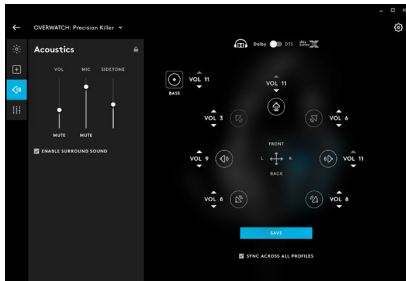 OVERWATCH: Precision Killer
Acoustics
VOL MIC SIDETONE
MUTE MUTE
ENABLE SURROUND SOUND
Dolby DTS dts X
VOL 11
BASS
VOL 11
VOL 3
VOL 6
FRONT
VOL 9
L R
VOL 11
BACK
VOL 8
VOL 8
SAVE
SYNC ACROSS ALL PROFILES